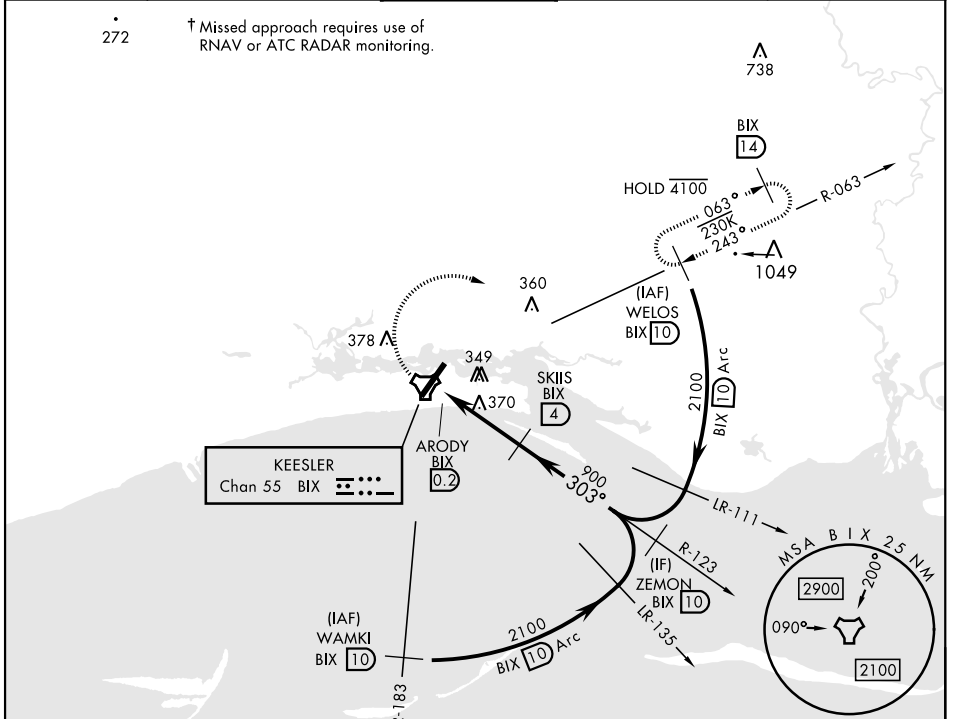 272
† Missed approach requires use of
RNAV or ATC RADAR monitoring.
738
BIX
14
HOLD 4100
063°
230K
243°
R-063
1049
360
(IAF)
WELOS
BIX 10
378
349
SKIIS
BIX
4
370
2100
BIX 10 Arc
ARODY
BIX
0.2
KEESLER
Chan 55 BIX
900
303°
LR-111
R-123
(IF)
ZEMON
BIX 10
LR-135
MSA BIX 25 NM
2900
200°
090°
2100
(IAF)
WAMKI
BIX 10
2100
BIX 10 Arc
-183